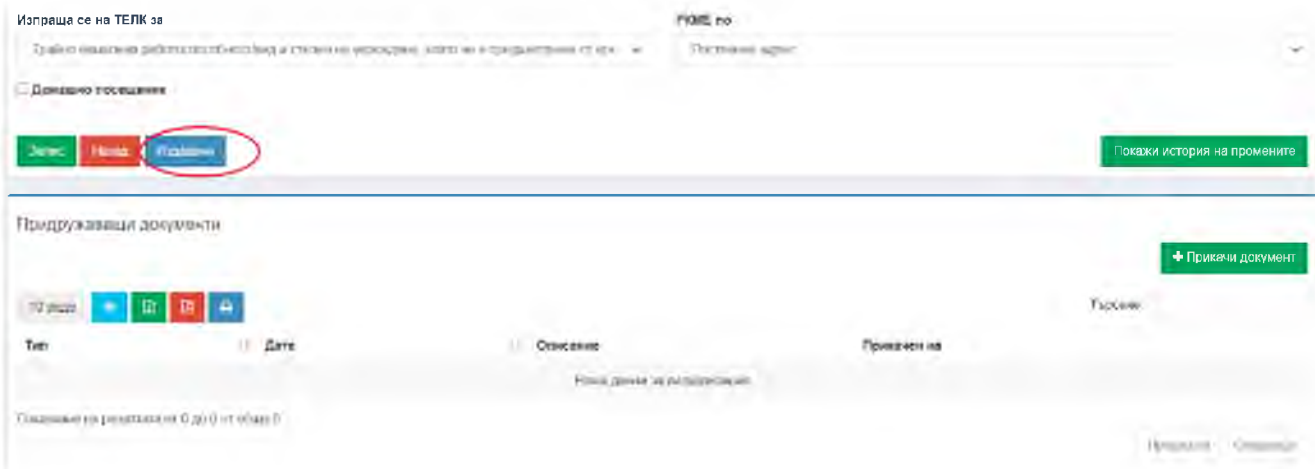 Изпраща се на ТЕЛК за
РКМЕ по
Постоянен адрес
Домашно посещение
Запис Назад Издаване
Покажи история на промените
Придружаващи документи
Прикачи документ
10 реда
Търсене
Тип Дата Описание Прикачен на
Няма данни за визуализация
Показване на резултати от 0 до 0 от общо 0
Предишна Следваща